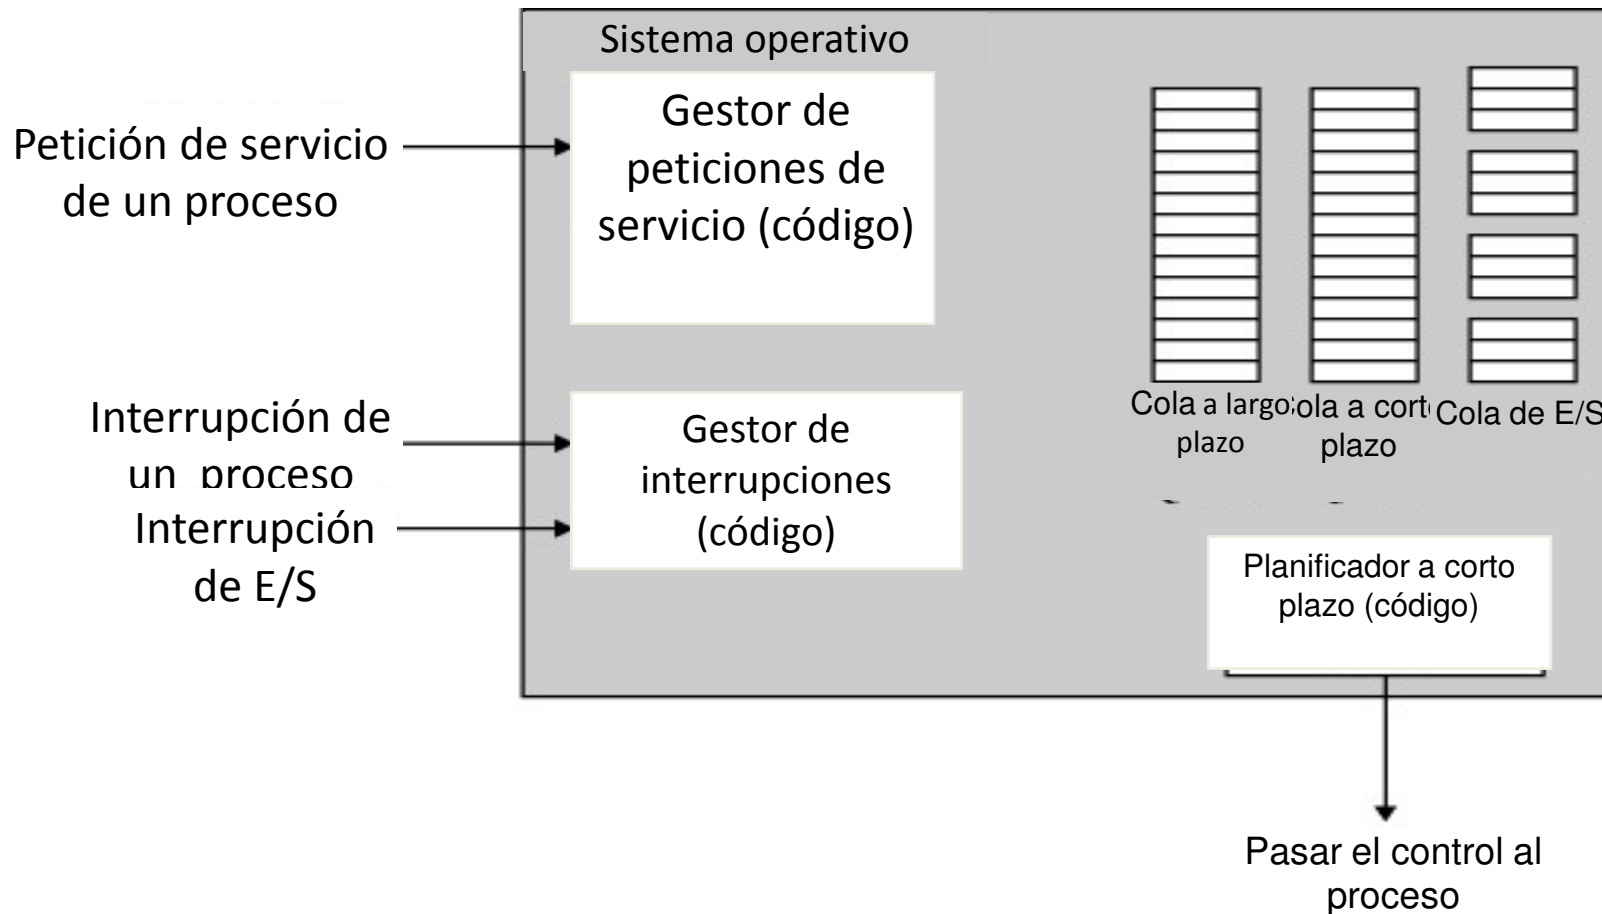 Sistema operativo
Petición de servicio
de un proceso
Gestor de
peticiones de
servicio (código)
Interrupción de
un proceso
Interrupción
de E/S
Gestor de
interrupciones
(código)
Cola a largo
plazo
ola a cort
plazo
Cola de E/S
Planificador a corto
plazo (código)
Pasar el control al
proceso